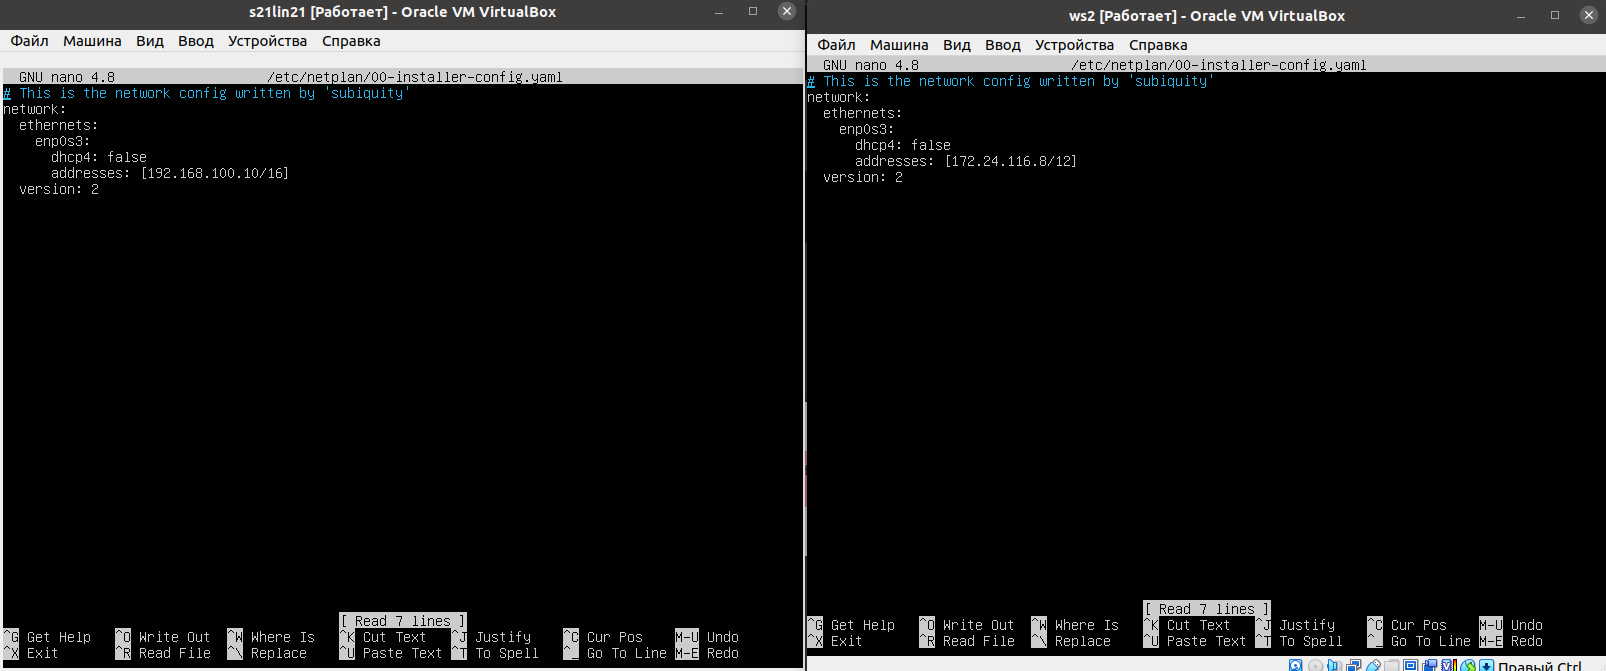 s21lin21 [Работает] - Oracle VM VirtualBox
Файл Машина Вид Ввод Устройства Справка
GNU nano 4.8 /etc/netplan/00-installer-config.yaml
# This is the network config written by 'subiquity'
network:
  ethernets:
    enp0s3:
      dhcp4: false
      addresses: [192.168.100.10/16]
  version: 2
[ Read 7 lines ]
^G Get Help ^O Write Out ^W Where Is ^K Cut Text ^J Justify ^C Cur Pos M-U Undo
^X Exit ^R Read File ^\ Replace ^U Paste Text ^T To Spell ^_ Go To Line M-E Redo
ws2 [Работает] - Oracle VM VirtualBox
Файл Машина Вид Ввод Устройства Справка
GNU nano 4.8 /etc/netplan/00-installer-config.yaml
# This is the network config written by 'subiquity'
network:
  ethernets:
    enp0s3:
      dhcp4: false
      addresses: [172.24.116.8/12]
  version: 2
[ Read 7 lines ]
^G Get Help ^O Write Out ^W Where Is ^K Cut Text ^J Justify ^C Cur Pos M-U Undo
^X Exit ^R Read File ^\ Replace ^U Paste Text ^T To Spell ^_ Go To Line M-E Redo
Правый Ctrl